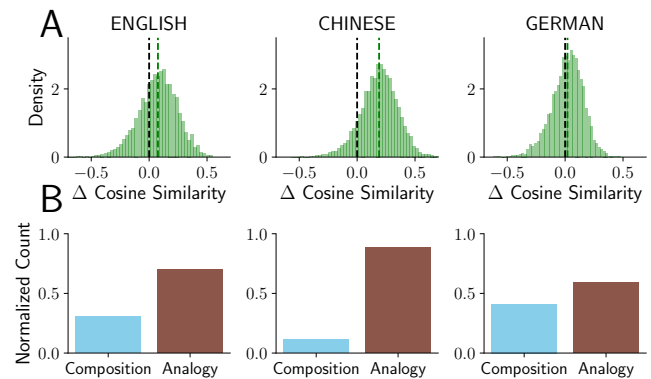 A
ENGLISH CHINESE GERMAN
Density
2 0
−0.5 0.0 0.5
Δ Cosine Similarity
2 0
−0.5 0.0 0.5
Δ Cosine Similarity
2 0
−0.5 0.0 0.5
Δ Cosine Similarity
B
Normalized Count
1.0 0.5 0.0
Composition Analogy
1.0 0.5 0.0
Composition Analogy
1.0 0.5 0.0
Composition Analogy